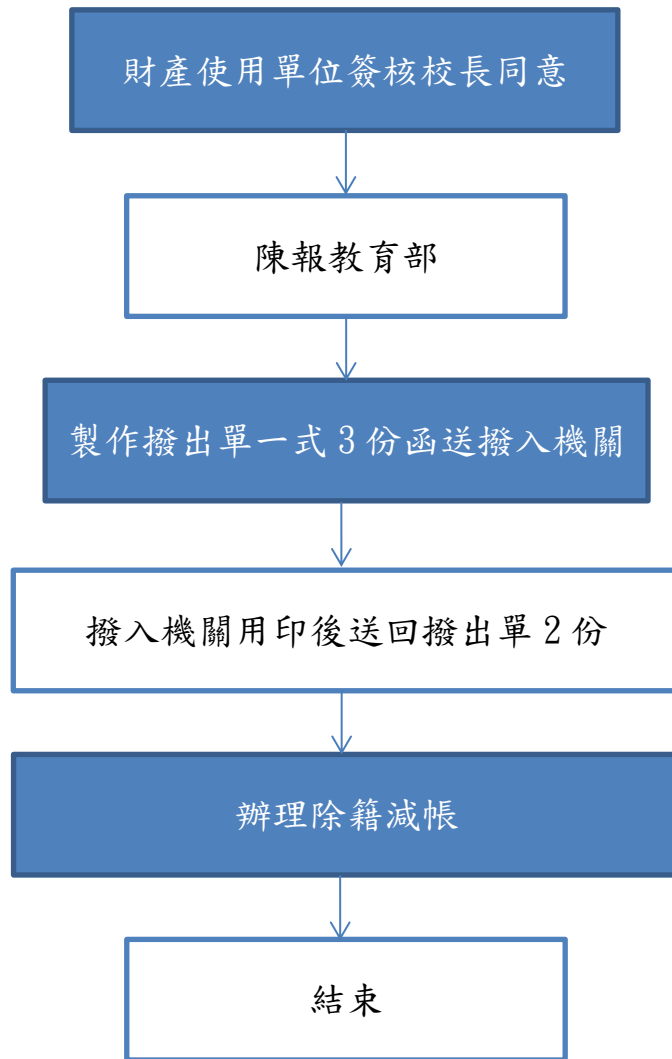 財產使用單位簽核校長同意
陳報教育部
製作撥出單一式 3 份函送撥入機關
撥入機關用印後送回撥出單 2 份
辦理除籍減帳
結束